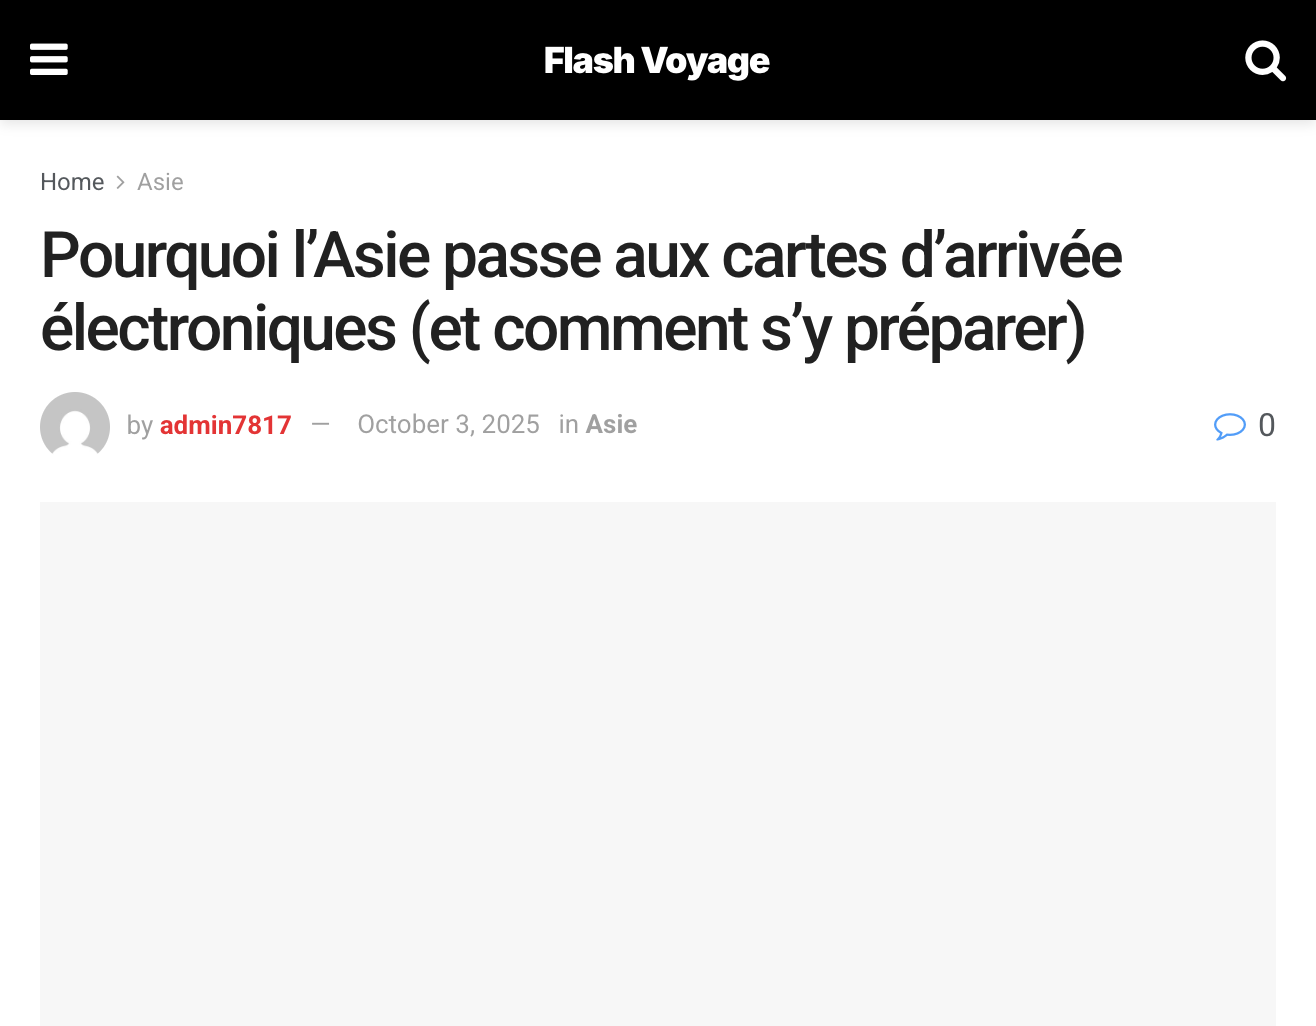 Flash Voyage
Home > Asie
Pourquoi l’Asie passe aux cartes d’arrivée
électroniques (et comment s’y préparer)
by admin7817 — October 3, 2025 in Asie 0